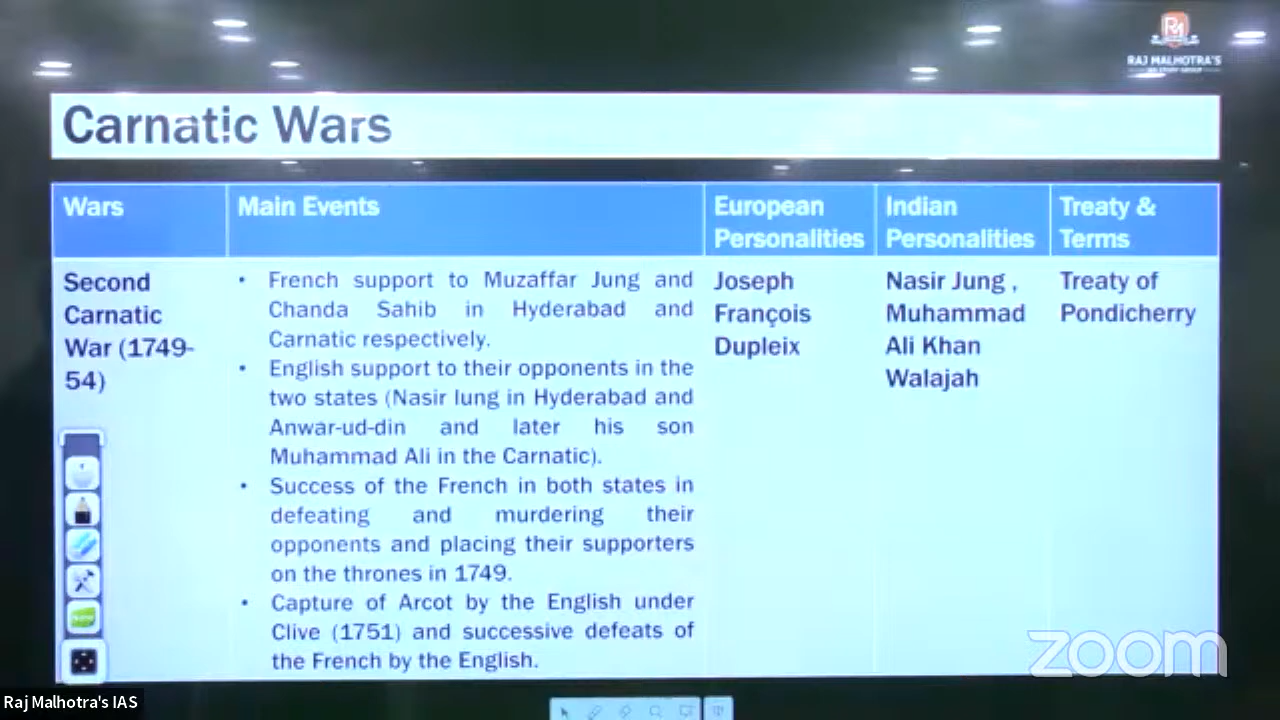 RAJ MALHOTRA'S
Carnatic Wars
Wars
Main Events
European
Personalities
Indian
Personalities
Treaty &
Terms
Second
Carnatic
War (1749-
54)
• French support to Muzaffar Jung and
Chanda Sahib in Hyderabad and
Carnatic respectively.
• English support to their opponents in the
two states (Nasir lung in Hyderabad and
Anwar-ud-din and later his son
Muhammad Ali in the Carnatic).
• Success of the French in both states in
defeating and murdering their
opponents and placing their supporters
on the thrones in 1749.
• Capture of Arcot by the English under
Clive (1751) and successive defeats of
the French by the English.
Joseph
François
Dupleix
Nasir Jung ,
Muhammad
Ali Khan
Walajah
Treaty of
Pondicherry
zoom
Raj Malhotra's IAS